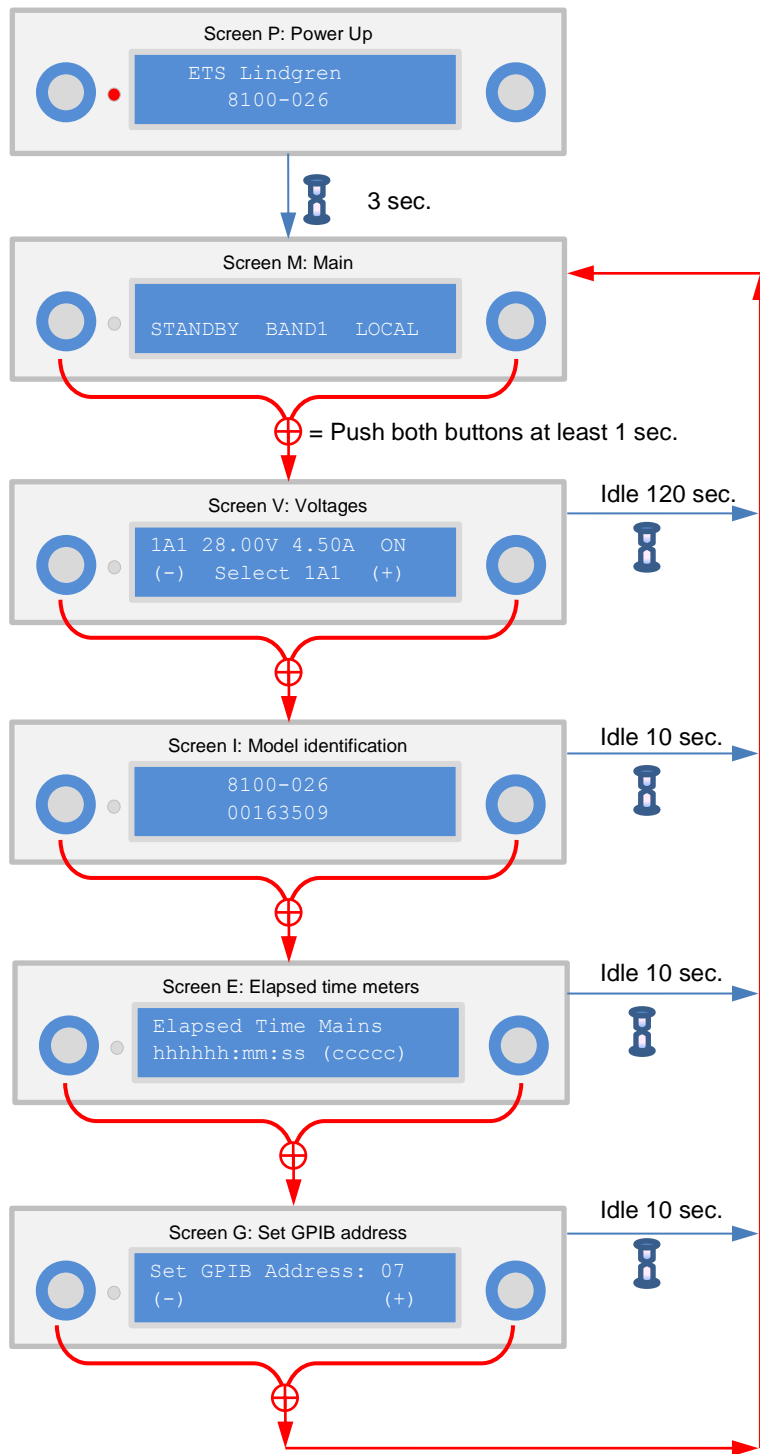 Screen P: Power Up
ETS Lindgren
8100-026
3 sec.
Screen M: Main
STANDBY BAND1 LOCAL
= Push both buttons at least 1 sec.
Screen V: Voltages
Idle 120 sec.
1A1 28.00V 4.50A ON
(-) Select 1A1 (+)
Screen I: Model identification
Idle 10 sec.
8100-026
00163509
Screen E: Elapsed time meters
Idle 10 sec.
Elapsed Time Mains
hhhhhh:mm:ss (ccccc)
Screen G: Set GPIB address
Idle 10 sec.
Set GPIB Address: 07
(-) (+)